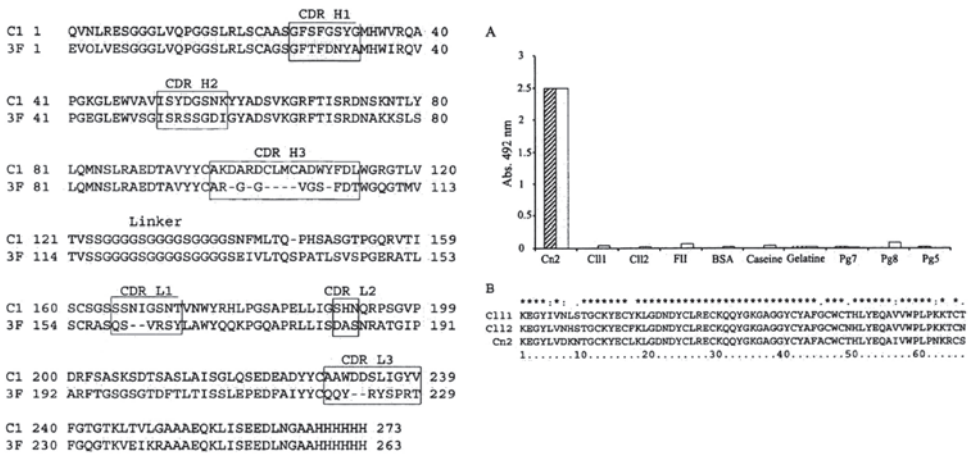 CDR H1
C1 1 QVNLRESGGGLVQPGGSLRLSCAASGFSFGSYGMHWVRQA 40
3F 1 EVOLVESGGGLVQPGGSLRLSCAGSGFTFDNYAMHWIRQV 40
CDR H2
C1 41 PGKGLEWVAVISYDGSNKYYADSVKGRFTISRDNSKNTLY 80
3F 41 PGEGLEWVSGISRSSGDIGYADSVKGRFTISRDNAKKSLS 80
CDR H3
C1 81 LQMNSLRAEDTAVYYCAKDARDCLMCADWYFDLWGRGTLV 120
3F 81 LQMNSLRAEDTAVYYCAR-G-G----VGS-FDTWGQGTMV 113
Linker
C1 121 TVSSGGGGSGGGGSGGGGSNFMLTQ-PHSASGTPGQRVTI 159
3F 114 TVSSGGGGSGGGGSGGGGSEIVLTQSPATLSVSPGERATL 153
CDR L1 CDR L2
C1 160 SCSGSSSNIGSNTVNWYRHLPGSAPELLIGSHNQRPSGVP 199
3F 154 SCRASQS--VRSYLAWYQQKPGQAPRLLISDASNRATGIP 191
CDR L3
C1 200 DRFSASKSDTSASLAISGLQSEDEADYYCAAWDDSLIGYV 239
3F 192 ARFTGSGSGTDFTLTISSLEPEDFAIYYCQQY--RYSPRT 229
C1 240 FGTGTKLTVLGAAAEQKLISEEDLNGAAHHHHHH 273
3F 230 FGQGTKVEIKRAAAEQKLISEEDLNGAAHHHHHH 263
A
Abs. 492 nm
3
2.5
2
1.5
1
0.5
0
Cn2 Cll1 Cll2 FII BSA Caseine Gelatine Pg7 Pg8 Pg5
B
****:*:. :** ******* ******************** **.*** ******:******.: * .
Cll1 KEGYIVNLSTGCKYECYKLGDNDYCLRECKQQYGKGAGGYCYAFGCWCTHLYEQAVVWPLPKKTCT
Cll2 KEGYLVNHSTGCKYECFKLGDNDYCLRECKQQYGKGAGGYCYAFGCWCNHLYEQAVVWPLPKKTCN
Cn2 KEGYLVDKNTGCKYECLKLGDNDYCLRECKQQYGKGAGGYCYAFACWCTHLYEQAIVWPLPNKRCS
1.......10........20........30........40........50........60......